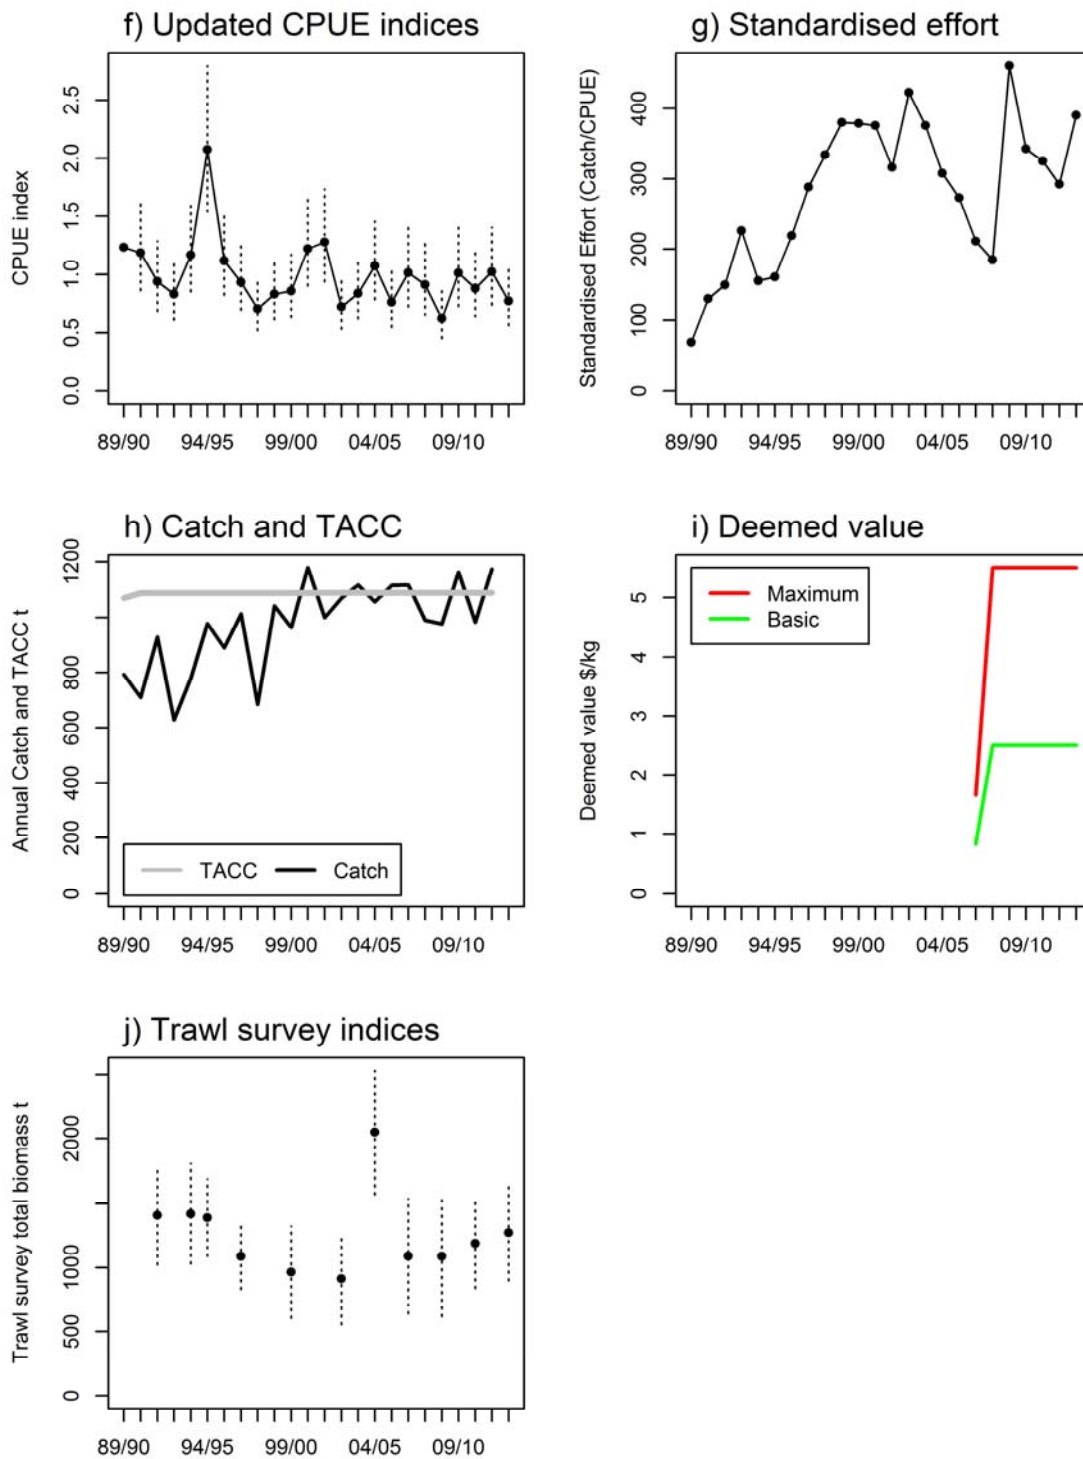 f) Updated CPUE indices
CPUE index
2.5
2.0
1.5
1.0
0.5
0.0
89/90 94/95 99/00 04/05 09/10
g) Standardised effort
Standardised Effort (Catch/CPUE)
400
300
200
100
0
89/90 94/95 99/00 04/05 09/10
h) Catch and TACC
Annual Catch and TACC t
1200
800
600
400
200
0
TACC Catch
89/90 94/95 99/00 04/05 09/10
i) Deemed value
Deemed value $/kg
Maximum
Basic
5
4
3
2
1
0
89/90 94/95 99/00 04/05 09/10
j) Trawl survey indices
Trawl survey total biomass t
2000
1000
500
0
89/90 94/95 99/00 04/05 09/10